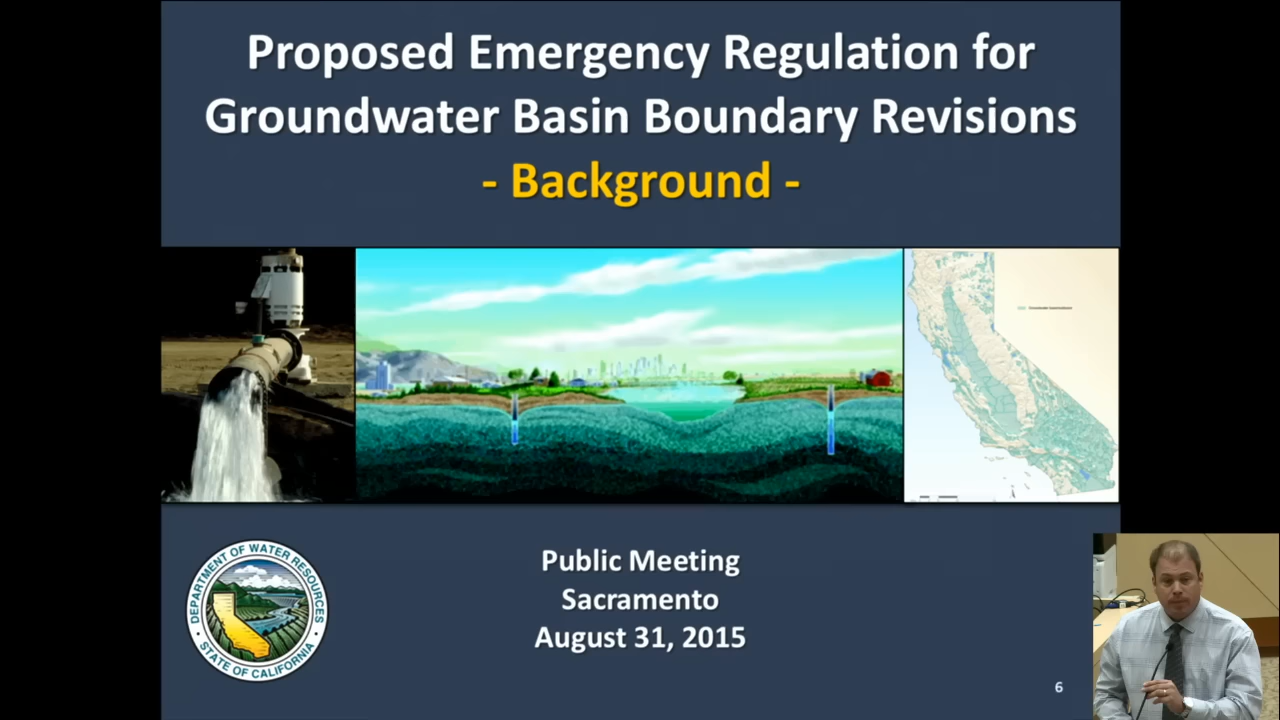 Proposed Emergency Regulation for
Groundwater Basin Boundary Revisions
- Background -
DEPARTMENT OF WATER RESOURCES
STATE OF CALIFORNIA
Public Meeting
Sacramento
August 31, 2015
6